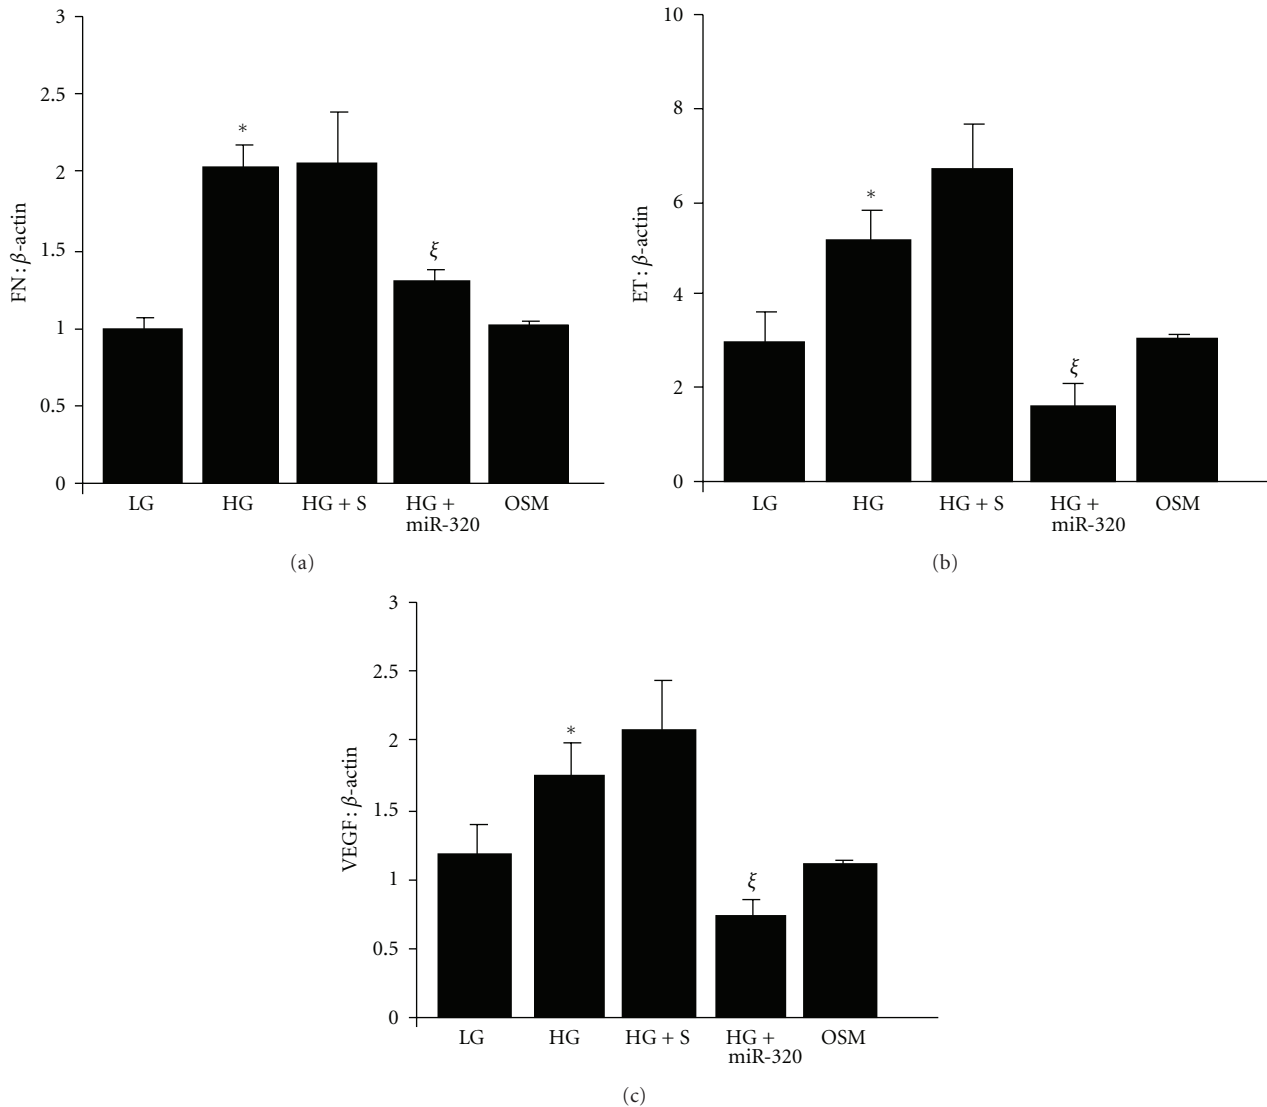 3
2.5
2
1.5
1
0.5
0
FN : β-actin
*
ξ
LG HG HG + S HG + miR-320 OSM
(a)
10
8
6
4
2
0
ET : β-actin
*
ξ
LG HG HG + S HG + miR-320 OSM
(b)
3
2.5
2
1.5
1
0.5
0
VEGF : β-actin
*
ξ
LG HG HG + S HG + miR-320 OSM
(c)